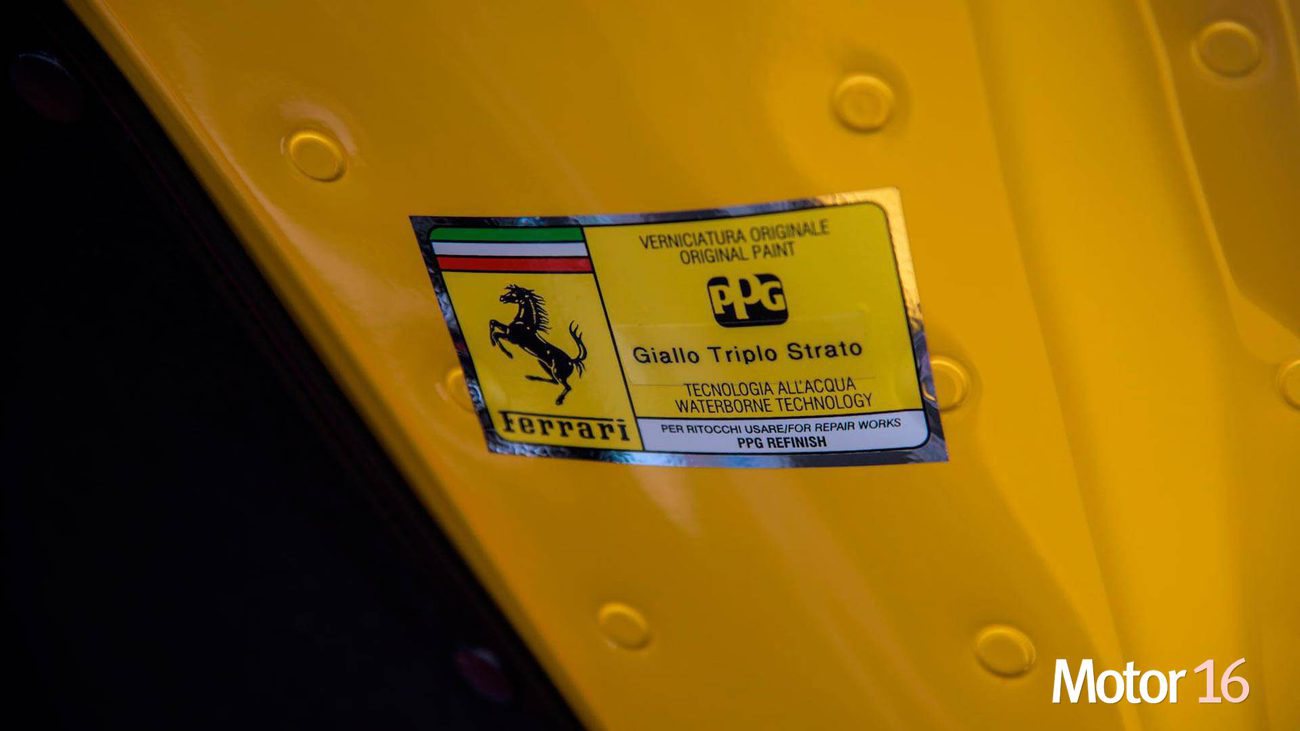 VERNICIATURA ORIGINALE
ORIGINAL PAINT
PPG
Giallo Triplo Strato
TECNOLOGIA ALL'ACQUA
WATERBORNE TECHNOLOGY
Ferrari
PER RITOCCHI USARE/FOR REPAIR WORKS
PPG REFINISH
Motor 16